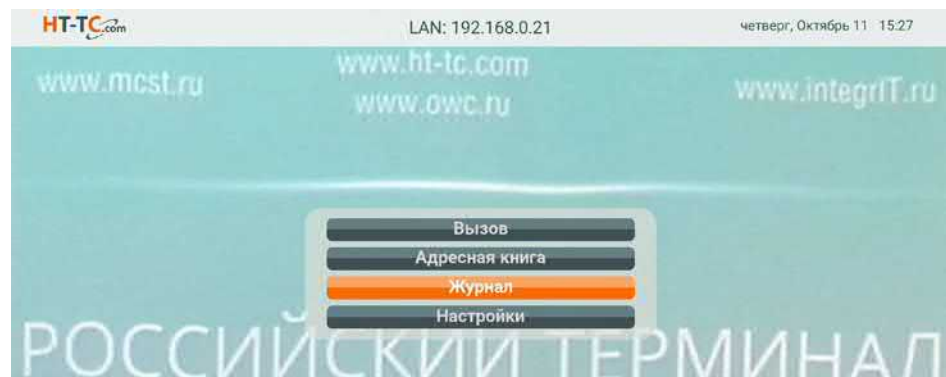 HT-TC.com LAN: 192.168.0.21 четверг, Октябрь 11 15:27
www.ht-tc.com
www.mcst.ru www.owc.ru www.integrIT.ru
Вызов
Адресная книга
Журнал
Настройки
РОССИЙСКИЙ ТЕРМИНАЛ